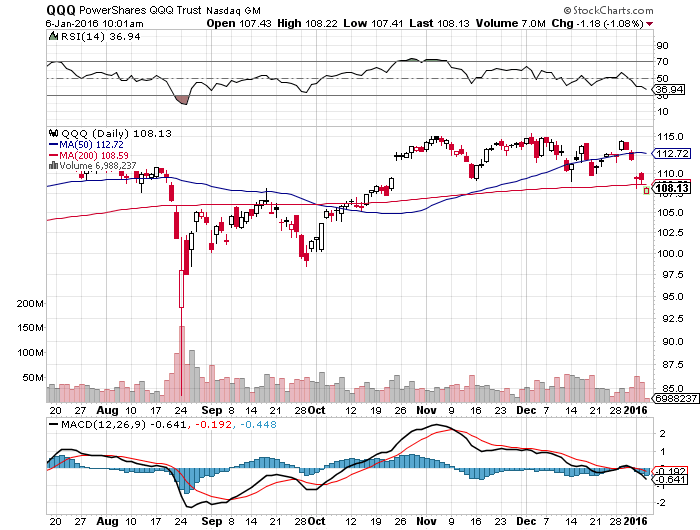 QQQ PowerShares QQQ Trust Nasdaq GM
© StockCharts.com
6-Jan-2016 10:01am
Open 107.43 High 108.22 Low 107.41 Last 108.13 Volume 7.0M Chg -1.18 (-1.08%)
RSI(14) 36.94
90
70
50
36.94
30
10
QQQ (Daily) 108.13
MA(50) 112.72
MA(200) 108.59
Volume 6,988,237
115.0
112.72
110.0
108.13
105.0
102.5
100.0
97.5
95.0
92.5
90.0
87.5
85.0
200M
150M
100M
50M
6988237
20 27 Aug 10 17 24 Sep 8 14 21 28 Oct 12 19 26 Nov 9 16 23 Dec 7 14 21 28 2016
MACD(12,26,9) -0.641, -0.192, -0.448
2
1
-0.192
-0.641
-1
-2
20 27 Aug 10 17 24 Sep 8 14 21 28 Oct 12 19 26 Nov 9 16 23 Dec 7 14 21 28 2016